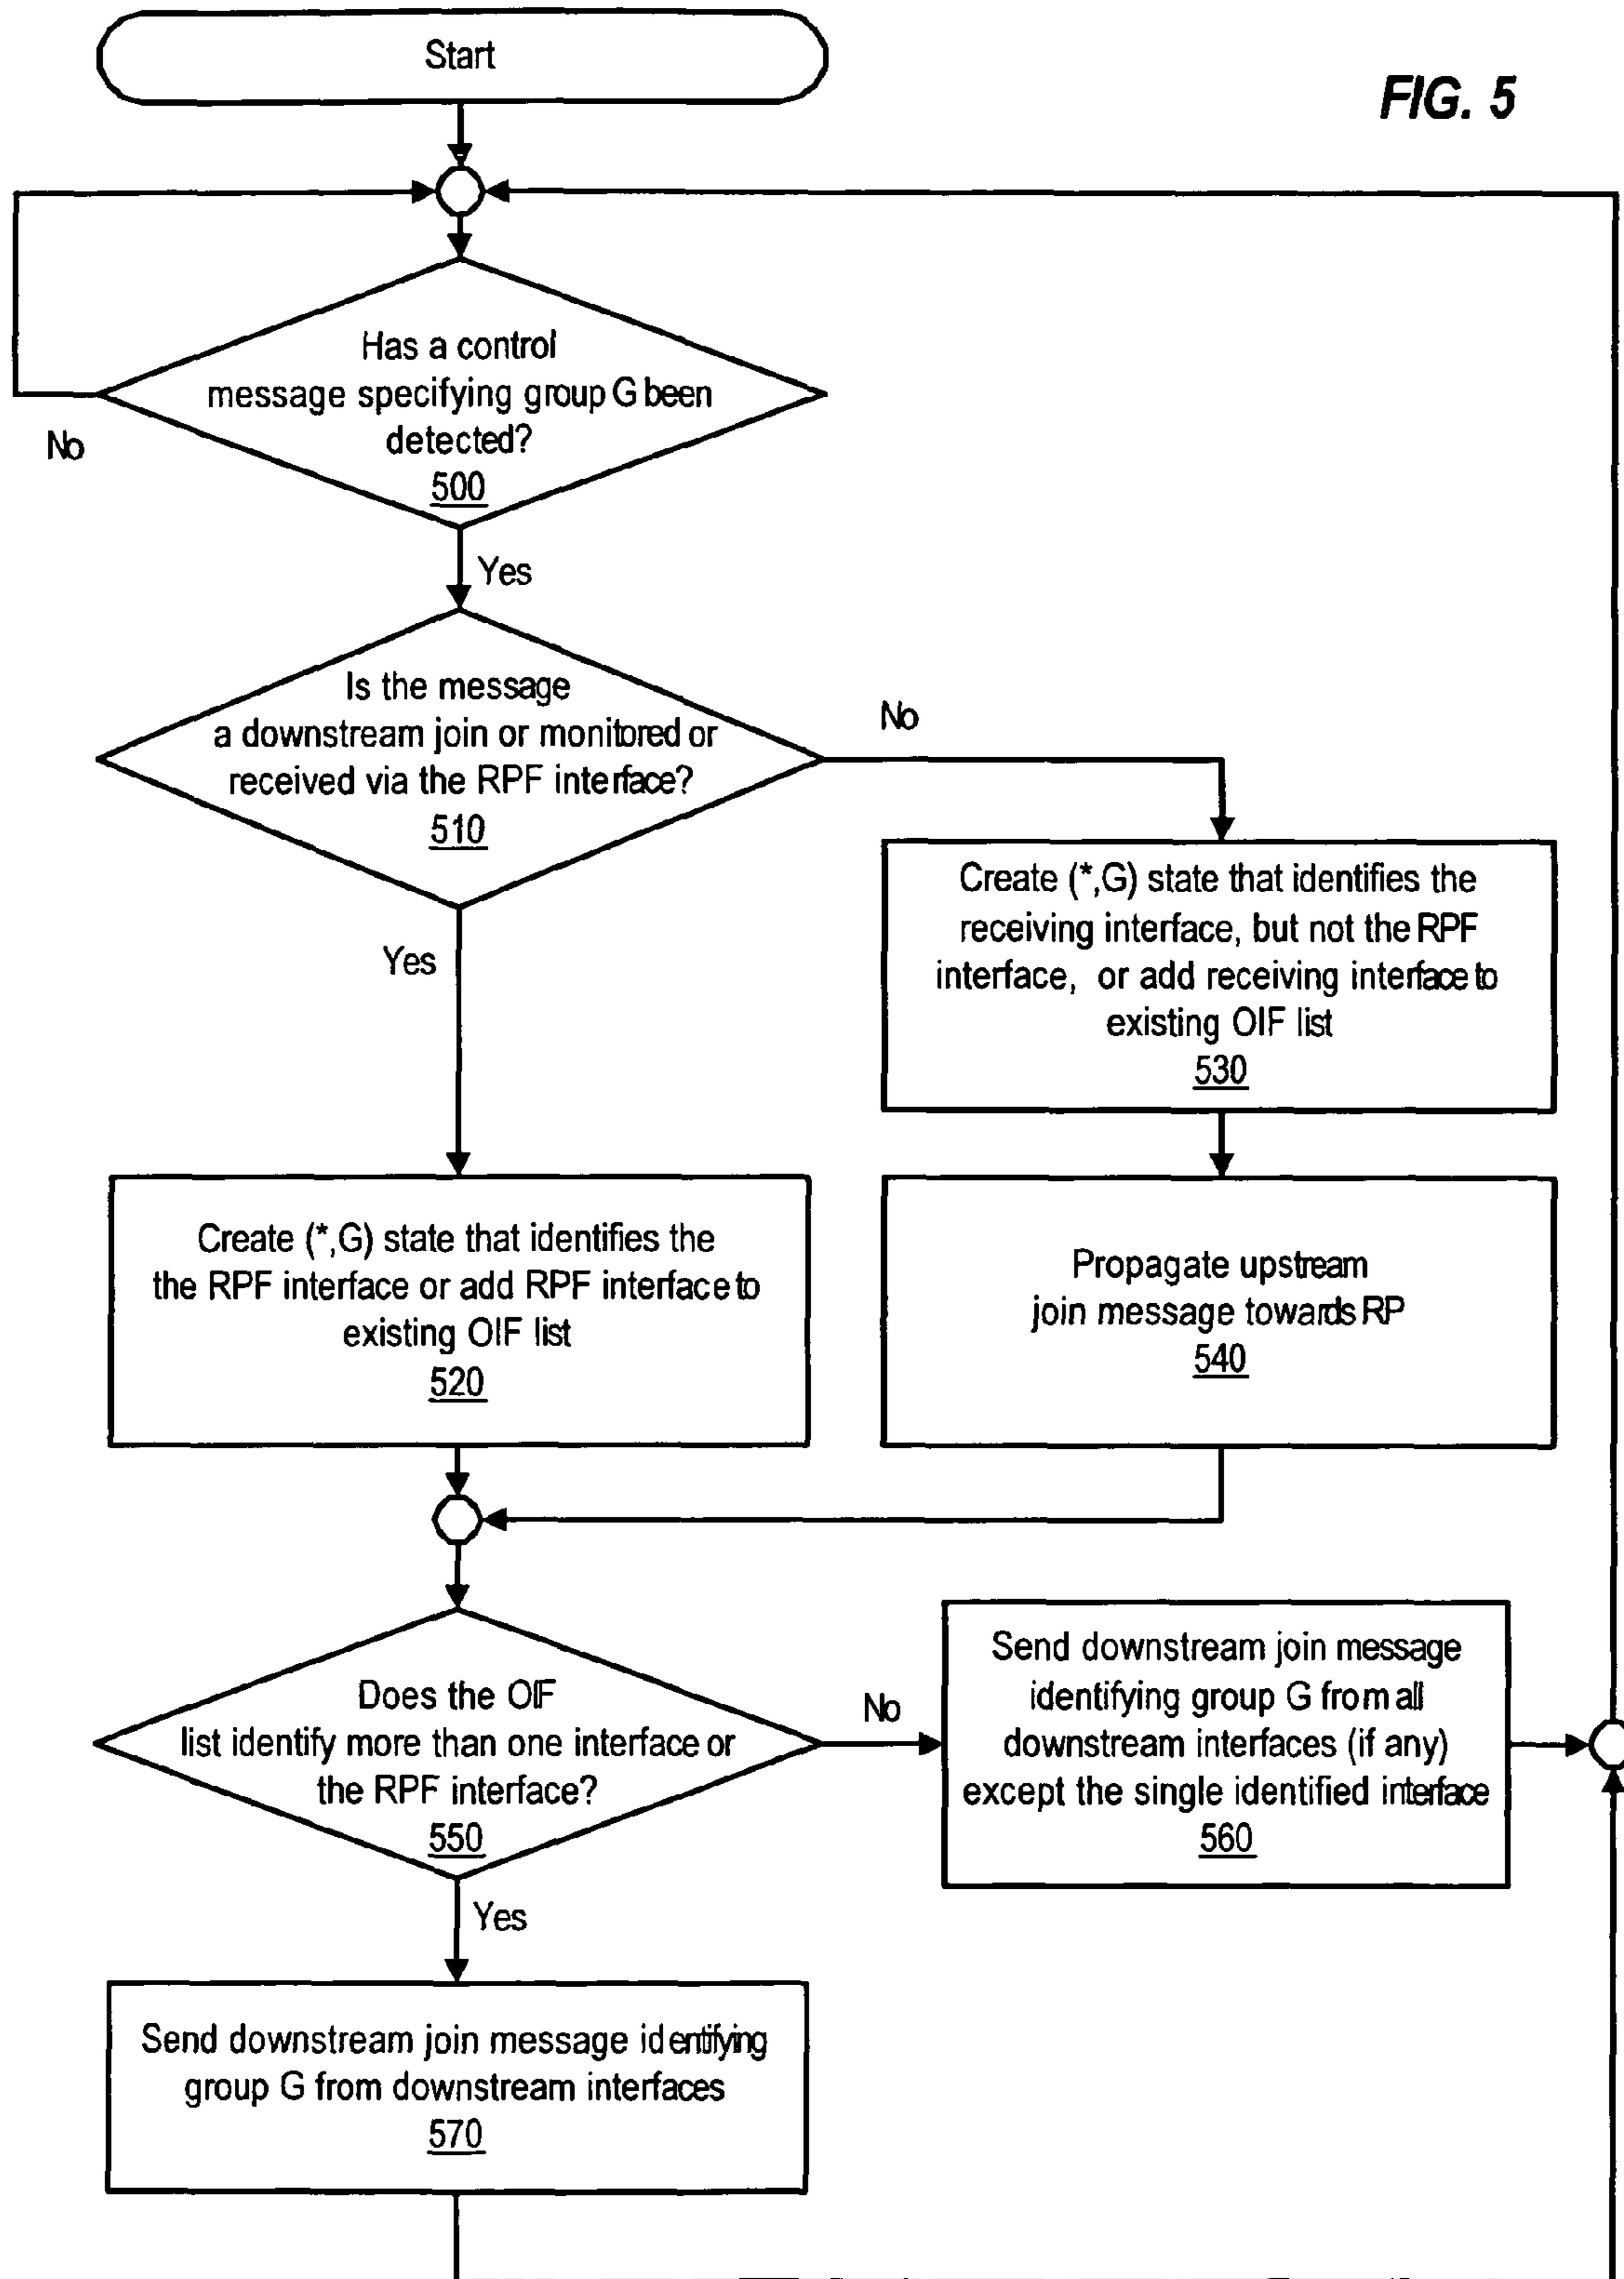 Start
FIG. 5
Has a control
message specifying group G been
detected?
500
No
Yes
Is the message
a downstream join or monitored or
received via the RPF interface?
510
No
Yes
Create (*,G) state that identifies the
receiving interface, but not the RPF
interface, or add receiving interface to
existing OIF list
530
Create (*,G) state that identifies the
the RPF interface or add RPF interface to
existing OIF list
520
Propagate upstream
join message towards RP
540
Does the OIF
list identify more than one interface or
the RPF interface?
550
No
Send downstream join message
identifying group G from all
downstream interfaces (if any)
except the single identified interface
560
Yes
Send downstream join message identifying
group G from downstream interfaces
570